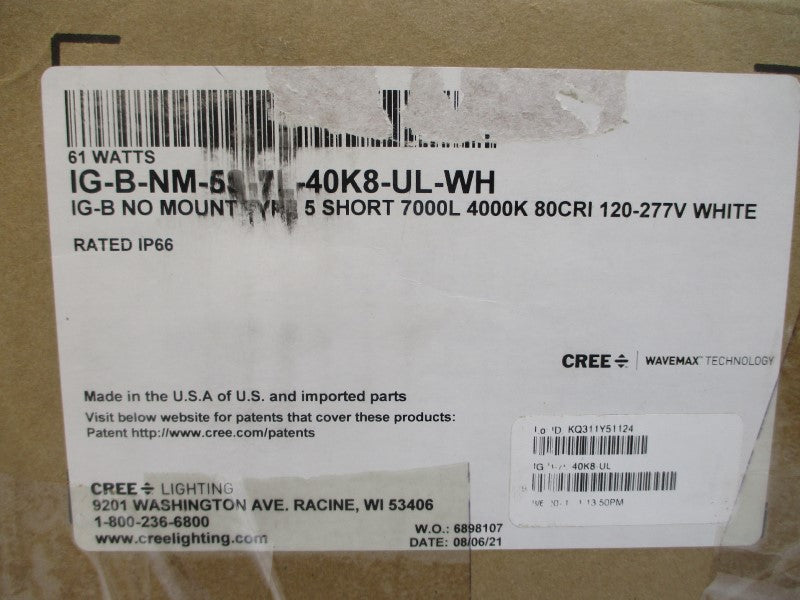 61 WATTS
IG-B-NM-5S-7L-40K8-UL-WH
IG-B NO MOUNT TYPE 5 SHORT 7000L 4000K 80CRI 120-277V WHITE
RATED IP66
CREE WAVEMAX TECHNOLOGY
Made in the U.S.A of U.S. and imported parts
Visit below website for patents that cover these products:
Patent http://www.cree.com/patents
KQ311Y51124
40K8-UL
CREE LIGHTING
9201 WASHINGTON AVE. RACINE, WI 53406
1-800-236-6800
www.creelighting.com
W.O.: 6898107
DATE: 08/06/21